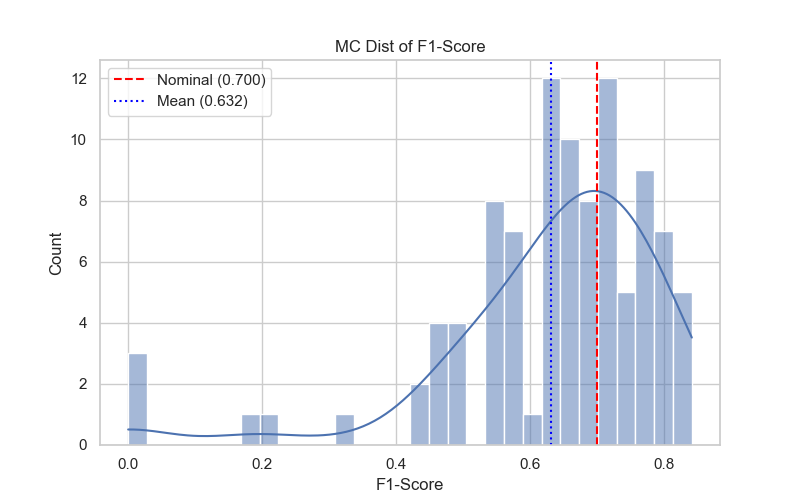 MC Dist of F1-Score
Nominal (0.700)
Mean (0.632)
12
10
8
6
4
2
0
Count
0.0 0.2 0.4 0.6 0.8
F1-Score